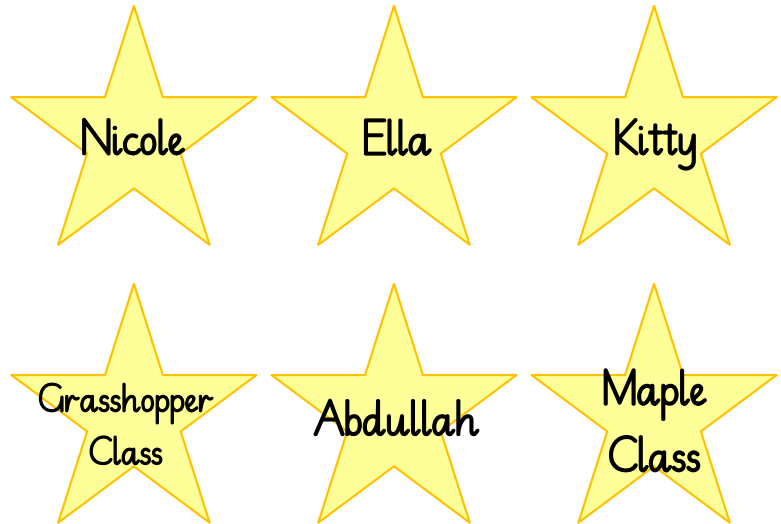 Nicole
Ella
Kitty
Grasshopper
Class
Abdullah
Maple
Class